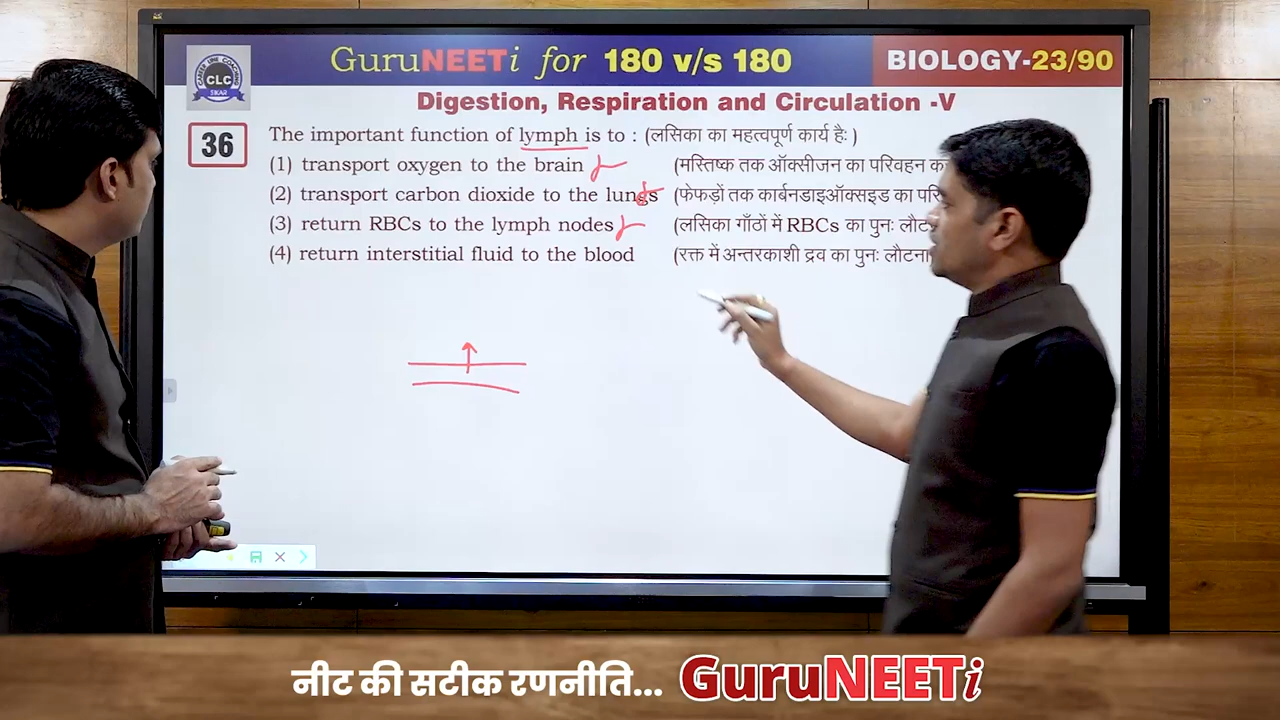 GuruNEETi for 180 v/s 180
BIOLOGY-23/90
CLC
SIKAR
Digestion, Respiration and Circulation -V
36
The important function of lymph is to : (लसिका का महत्वपूर्ण कार्य हैः )
(1) transport oxygen to the brain (मस्तिष्क तक ऑक्सीजन का परिवहन
(2) transport carbon dioxide to the lungs (फेफड़ों तक कार्बनडाइऑक्सइड का
(3) return RBCs to the lymph nodes (लसिका गाँठों में RBCs का पुनः
(4) return interstitial fluid to the blood (रक्त में अन्तरकाशी द्रव का पुनः लौटना
नीट की सटीक रणनीति... GuruNEETi